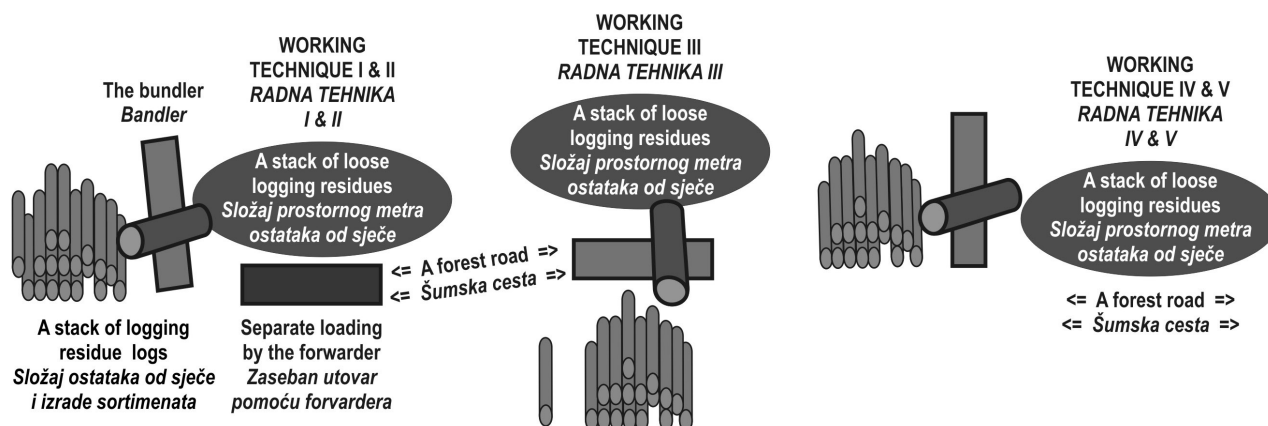 The bundler
Bandler
WORKING
TECHNIQUE I & II
RADNA TEHNIKA
I & II
A stack of loose
logging residues
Složaj prostornog metra
ostataka od sječe
A stack of logging
residue logs
Složaj ostataka od sječe
i izrade sortimenata
Separate loading
by the forwarder
Zaseban utovar
pomoću forvardera
<= A forest road =>
<= Šumska cesta =>
WORKING
TECHNIQUE III
RADNA TEHNIKA III
A stack of loose
logging residues
Složaj prostornog metra
ostataka od sječe
WORKING
TECHNIQUE IV & V
RADNA TEHNIKA
IV & V
A stack of loose
logging residues
Složaj prostornog metra
ostataka od sječe
<= A forest road =>
<= Šumska cesta =>